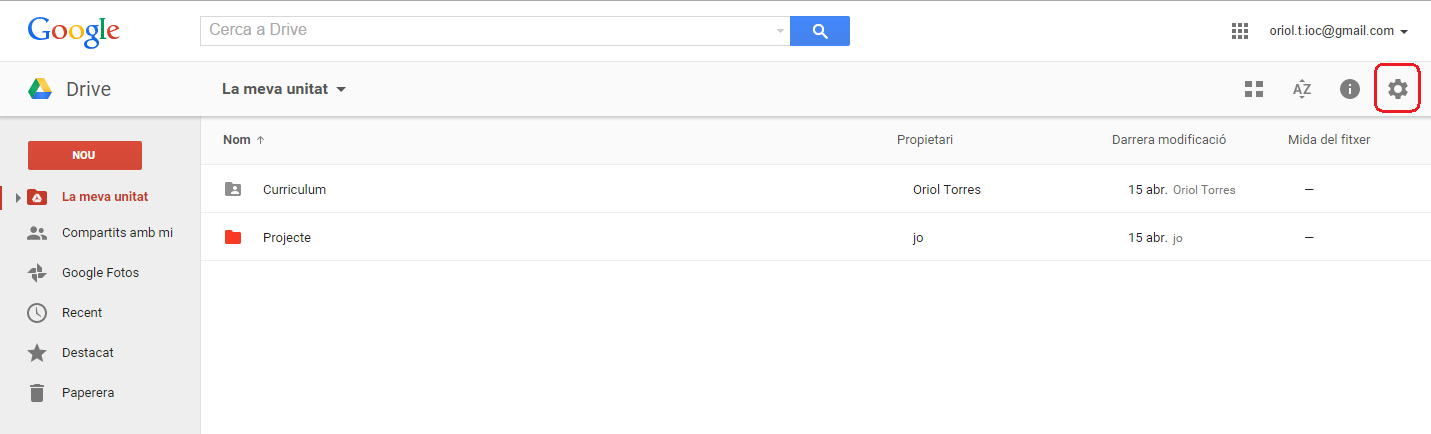 Google
Cerca a Drive
oriol.t.ioc@gmail.com
Drive
La meva unitat
AZ
NOU
La meva unitat
Compartits amb mi
Google Fotos
Recent
Destacat
Paperera
Nom Propietari Darrera modificació Mida del fitxer
Curriculum Oriol Torres 15 abr. Oriol Torres —
Projecte jo 15 abr. jo —